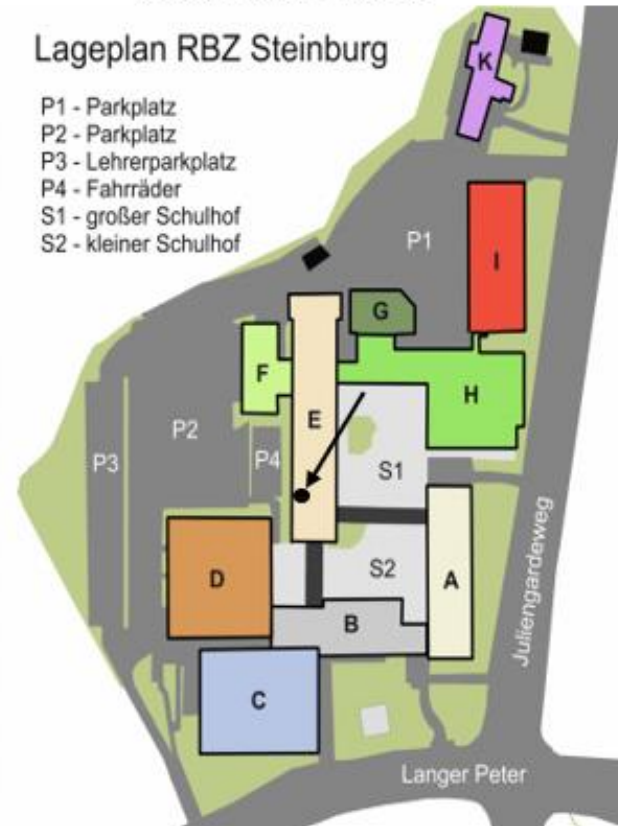 Lageplan RBZ Steinburg
P1 - Parkplatz
P2 - Parkplatz
P3 - Lehrerparkplatz
P4 - Fahrräder
S1 - großer Schulhof
S2 - kleiner Schulhof
K
P1
I
G
F
H
E
P2
P4
P3
S1
D
S2
A
B
C
Juliengardeweg
Langer Peter